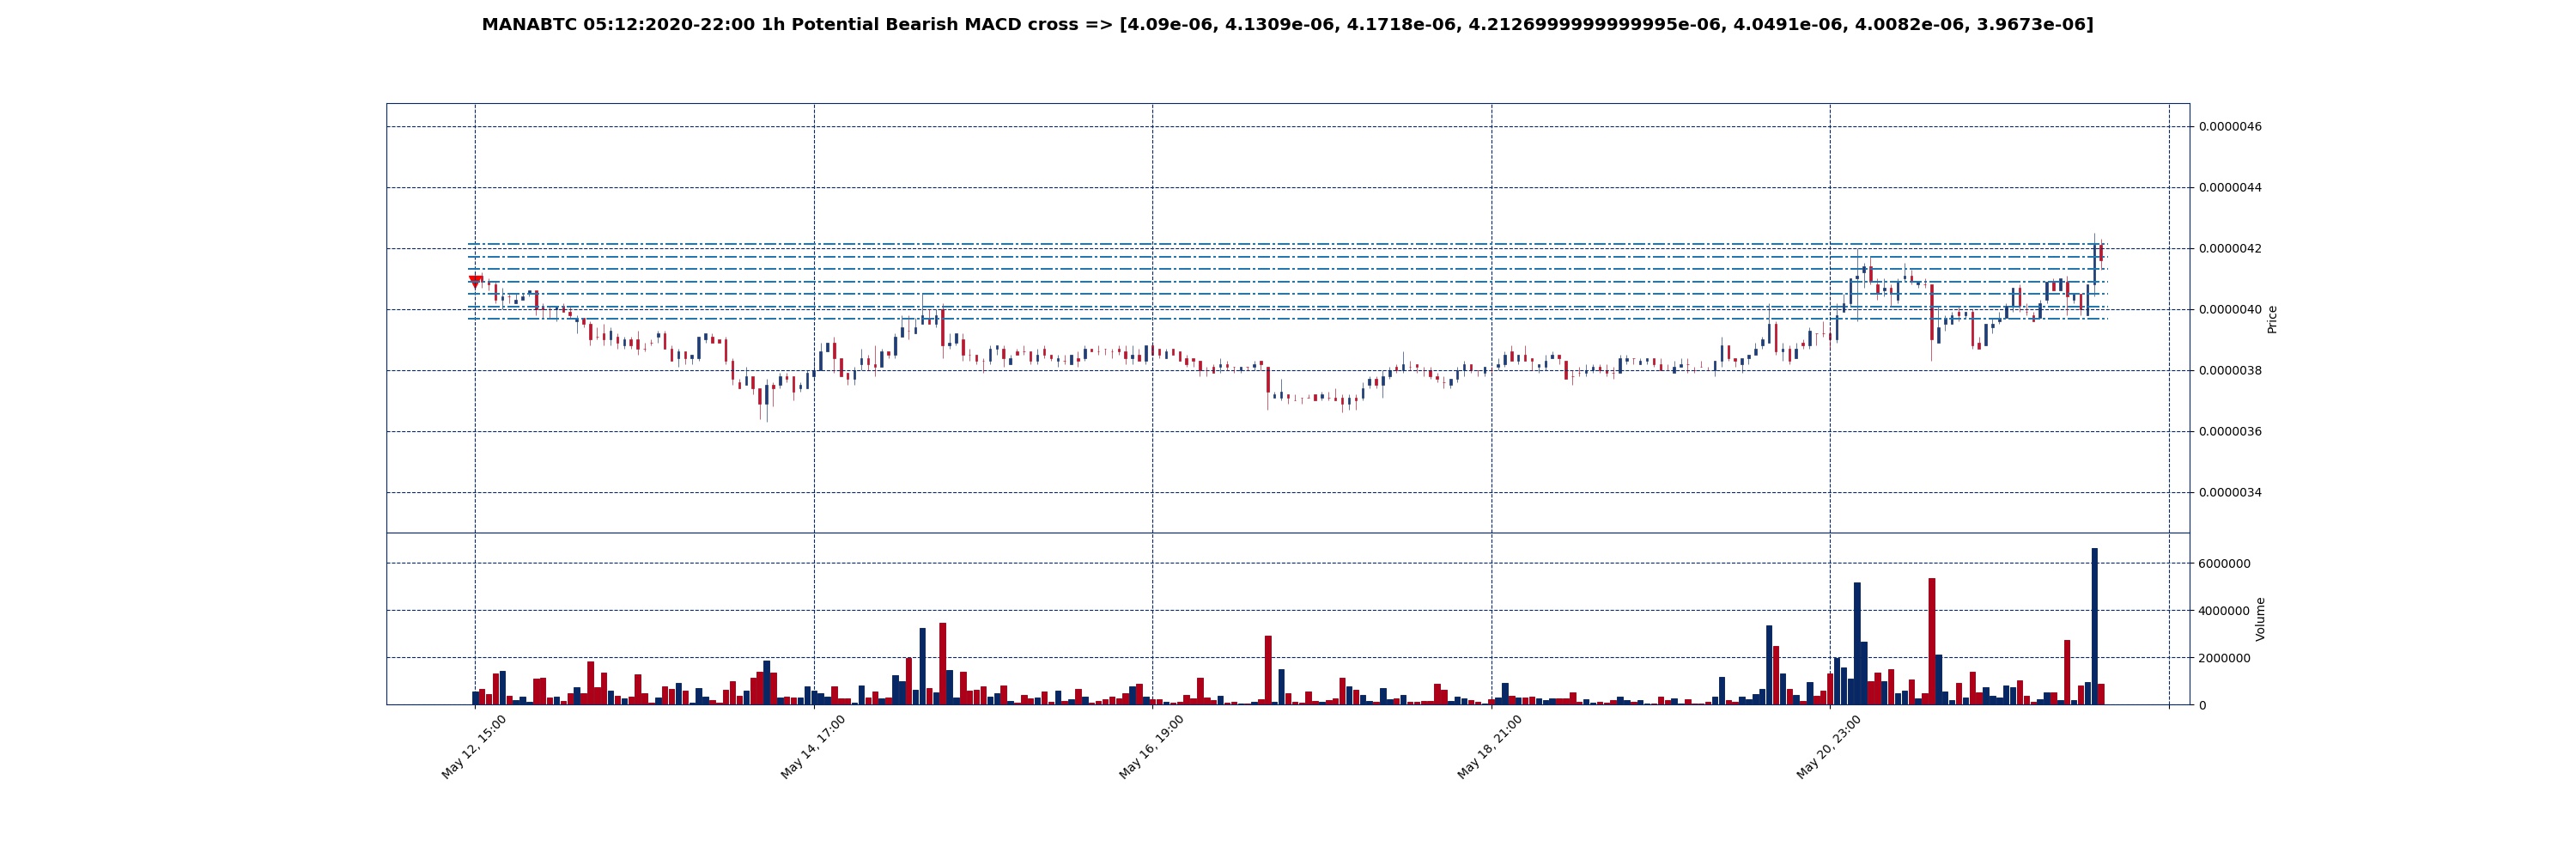 MANABTC 05:12:2020-22:00 1h Potential Bearish MACD cross => [4.09e-06, 4.1309e-06, 4.1718e-06, 4.2126999999999995e-06, 4.0491e-06, 4.0082e-06, 3.9673e-06]
0.0000046
0.0000044
0.0000042
0.0000040
0.0000038
0.0000036
0.0000034
Price
6000000
4000000
2000000
0
Volume
May 12, 15:00
May 14, 17:00
May 16, 19:00
May 18, 21:00
May 20, 23:00